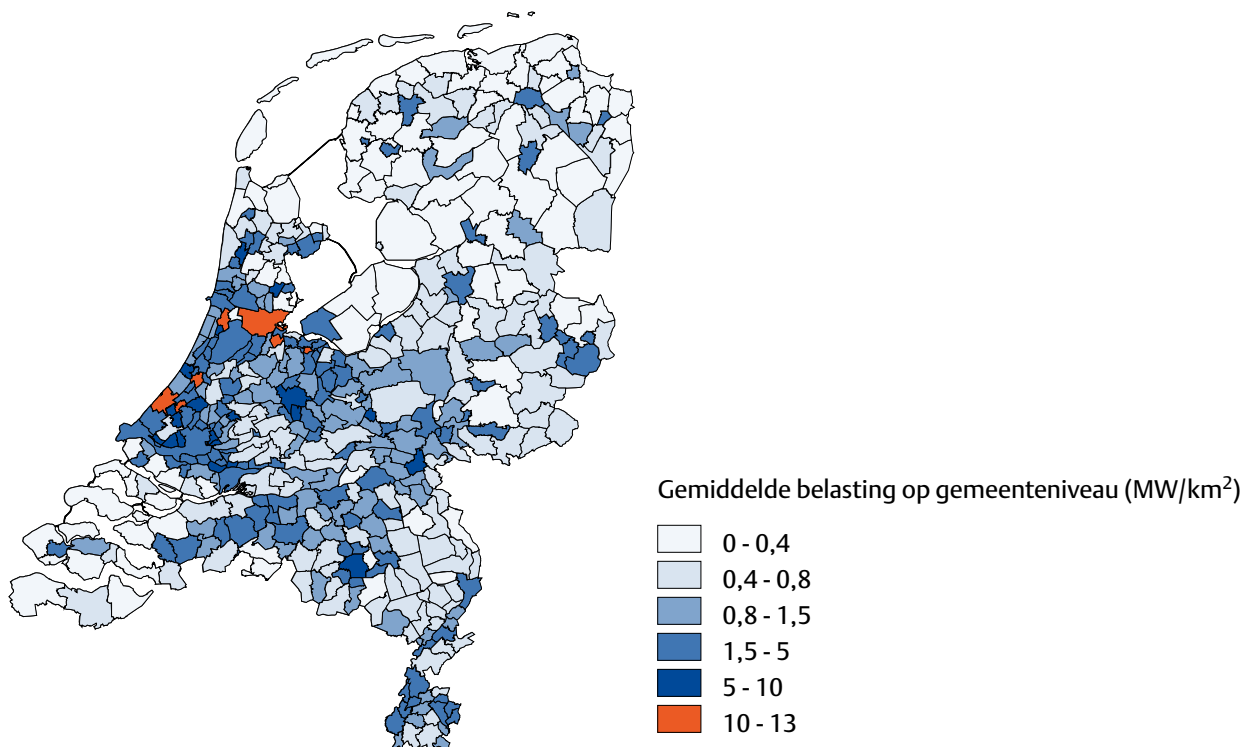 Gemiddelde belasting op gemeenteniveau (MW/km²)
0 - 0,4
0,4 - 0,8
0,8 - 1,5
1,5 - 5
5 - 10
10 - 13